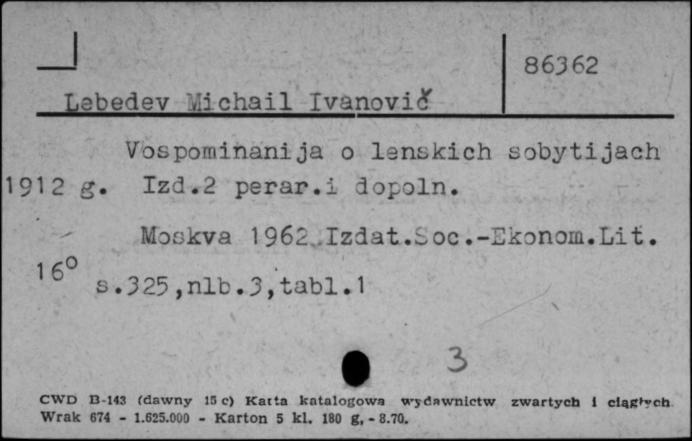 86362
Lebedev Michail Ivanovič
Vospominanija o lenskich sobytijach
1912 g. Izd.2 perar.i dopoln.
Moskva 1962 Izdat.Soc.-Ekonom.Lit.
16° s.325,nlb.3,tabl.1
3
CWD B-143 (dawny 15 c) Karta katalogowa wydawnictw zwartych i ciągłych
Wrak 674 - 1.625.000 - Karton 5 kl. 180 g. - 8.70.